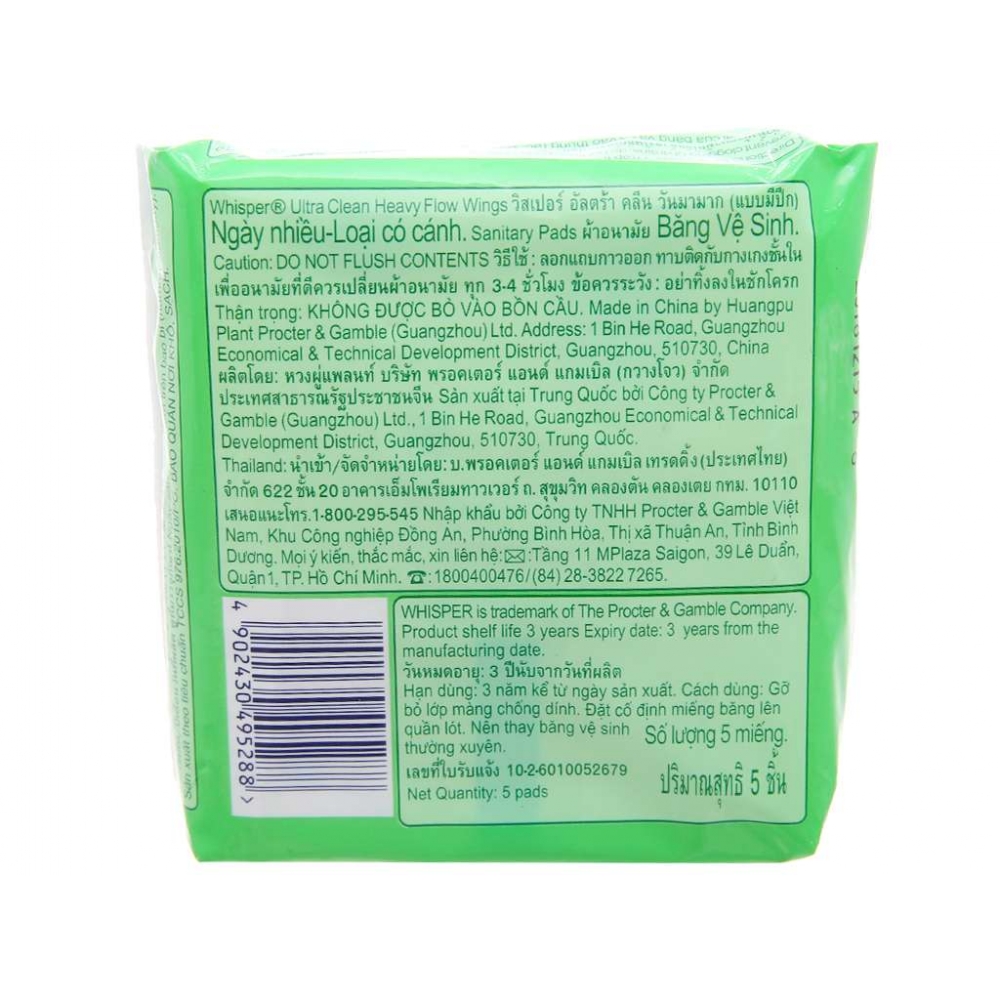 Whisper® Ultra Clean Heavy Flow Wings วิสเปอร์ อัลตร้า คลีน วันมามาก (แบบมีปีก)
Ngày nhiều-Loại có cánh. Sanitary Pads ผ้าอนามัย Băng Vệ Sinh.
Caution: DO NOT FLUSH CONTENTS วิธีใช้ : ลอกแถบกาวออก ทาบติดกับกางเกงชั้นใน
เพื่ออนามัยที่ดีควรเปลี่ยนผ้าอนามัย ทุก 3-4 ชั่วโมง ข้อควรระวัง : อย่าทิ้งลงในชักโครก
Thận trọng: KHÔNG ĐƯỢC BỎ VÀO BỒN CẦU. Made in China by Huangpu
Plant Procter & Gamble (Guangzhou) Ltd. Address: 1 Bin He Road, Guangzhou
Economical & Technical Development District, Guangzhou, 510730, China
ผลิตโดย: หวงผู่แพลนท์ บริษัท พรอคเตอร์ แอนด์ แกมเบิล (กวางโจว) จำกัด
ประเทศสาธารณรัฐประชาชนจีน Sản xuất tại Trung Quốc bởi Công ty Procter &
Gamble (Guangzhou) Ltd., 1 Bin He Road, Guangzhou Economical & Technical
Development District, Guangzhou, 510730, Trung Quốc.
Thailand: นำเข้า/จัดจำหน่ายโดย: บ.พรอคเตอร์ แอนด์ แกมเบิล เทรดดิ้ง (ประเทศไทย)
จำกัด 622 ชั้น 20 อาคารเอ็มโพเรียมทาวเวอร์ ถ. สุขุมวิท คลองตัน คลองเตย กทม. 10110
เสนอแนะโทร.1-800-295-545 Nhập khẩu bởi Công ty TNHH Procter & Gamble Việt
Nam, Khu Công nghiệp Đồng An, Phường Bình Hòa, Thị xã Thuận An, Tỉnh Bình
Dương. Mọi ý kiến, thắc mắc, xin liên hệ:✉:Tầng 11 MPlaza Saigon, 39 Lê Duẩn,
Quận 1, TP. Hồ Chí Minh. ☎:1800400476/(84) 28-3822 7265.
4 902430 495288 >
WHISPER is trademark of The Procter & Gamble Company.
Product shelf life 3 years Expiry date: 3 years from the
manufacturing date.
วันหมดอายุ: 3 ปีนับจากวันที่ผลิต
Hạn dùng: 3 năm kể từ ngày sản xuất. Cách dùng: Gỡ
bỏ lớp màng chống dính. Đặt cố định miếng băng lên
quần lót. Nên thay băng vệ sinh
thường xuyên.
Số lượng 5 miếng.
เลขที่ใบรับแจ้ง 10-2-6010052679
Net Quantity: 5 pads
ปริมาณสุทธิ 5 ชิ้น
Sản xuất theo tiêu chuẩn TCCS 976:2010/PC. BẢO QUẢN NƠI KHÔ, SẠCH.